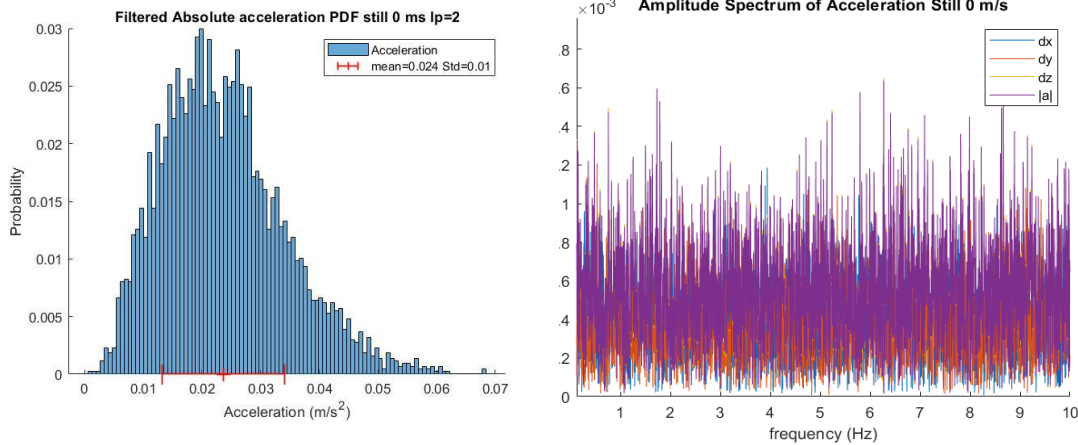 Filtered Absolute acceleration PDF still 0 ms lp=2
Acceleration
mean=0.024 Std=0.01
Probability
0.03
0.025
0.02
0.015
0.01
0.005
0
0 0.01 0.02 0.03 0.04 0.05 0.06 0.07
Acceleration (m/s²)
Amplitude Spectrum of Acceleration Still 0 m/s
×10⁻³
dx
dy
dz
|a|
.8
.6
.4
.2
1
.8
.6
.4
.2
0
1 2 3 4 5 6 7 8 9 10
frequency (Hz)